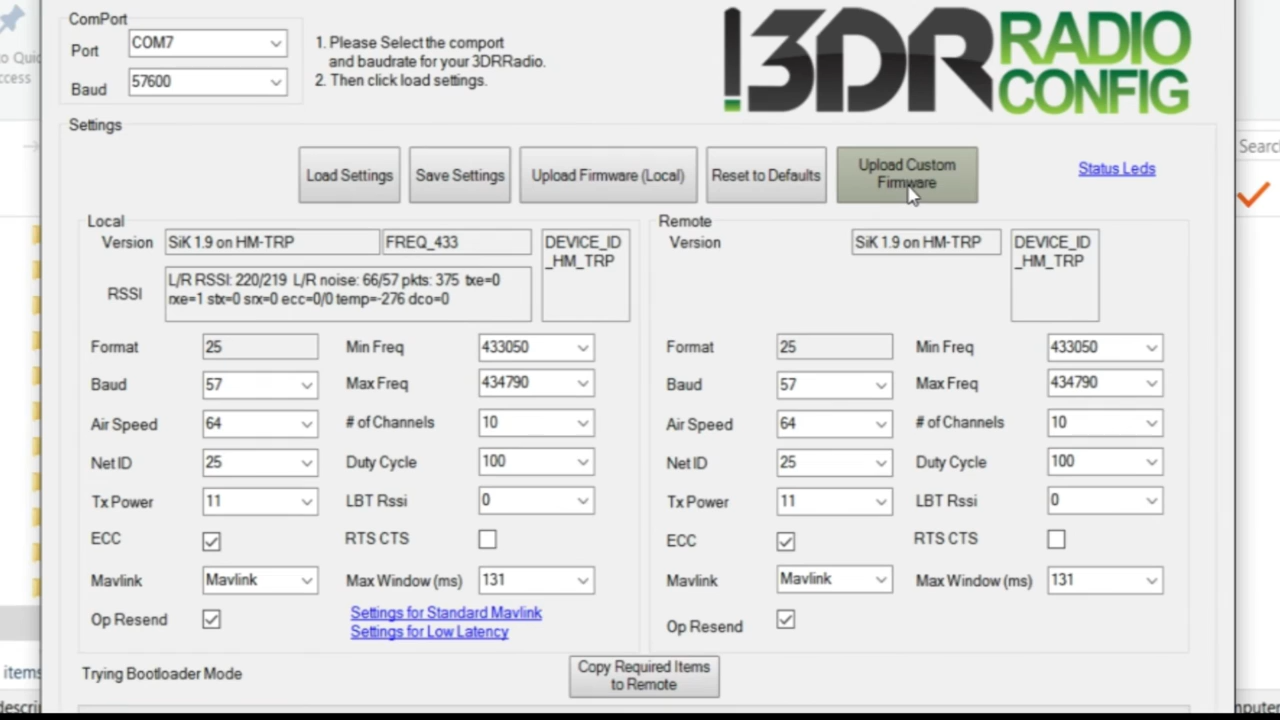 ComPort
Port
COM7
Baud
57600
1. Please Select the comport
and baudrate for your 3DRRadio.
2. Then click load settings.
3DR RADIO
CONFIG
Settings
Load Settings
Save Settings
Upload Firmware (Local)
Reset to Defaults
Upload Custom
Firmware
Status Leds
Local
Version
SiK 1.9 on HM-TRP
FREQ_433
DEVICE_ID
_HM_TRP
RSSI
L/R RSSI: 220/219 L/R noise: 66/57 pkts: 375 txe=0
rxe=1 stx=0 srx=0 ecc=0/0 temp=-276 dco=0
Format
25
Min Freq
433050
Baud
57
Max Freq
434790
Air Speed
64
# of Channels
10
Net ID
25
Duty Cycle
100
Tx Power
11
LBT Rssi
0
ECC
RTS CTS
Mavlink
Mavlink
Max Window (ms)
131
Op Resend
Settings for Standard Mavlink
Settings for Low Latency
Remote
Version
SiK 1.9 on HM-TRP
DEVICE_ID
_HM_TRP
Format
25
Min Freq
433050
Baud
57
Max Freq
434790
Air Speed
64
# of Channels
10
Net ID
25
Duty Cycle
100
Tx Power
11
LBT Rssi
0
ECC
RTS CTS
Mavlink
Mavlink
Max Window (ms)
131
Op Resend
Trying Bootloader Mode
Copy Required Items
to Remote
items